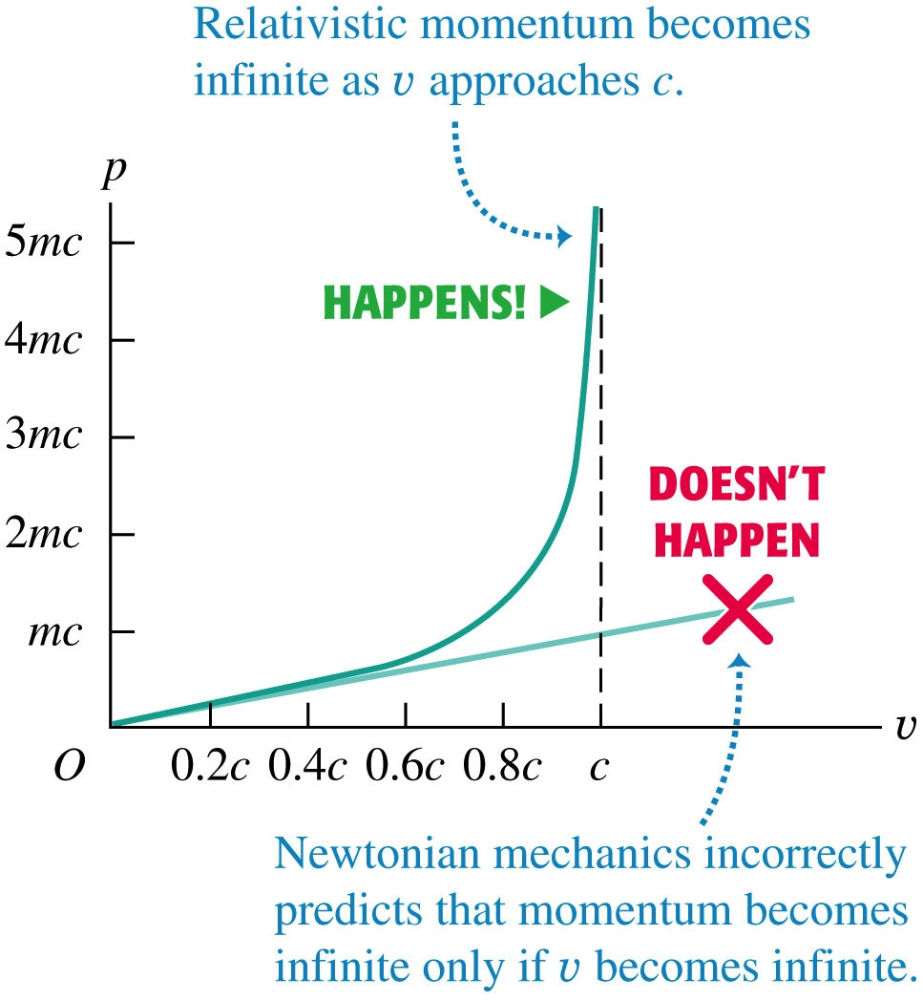 Relativistic momentum becomes
infinite as v approaches c.
p
5mc
HAPPENS!
4mc
3mc
DOESN'T
HAPPEN
2mc
mc
v
O
0.2c 0.4c 0.6c 0.8c c
Newtonian mechanics incorrectly
predicts that momentum becomes
infinite only if v becomes infinite.